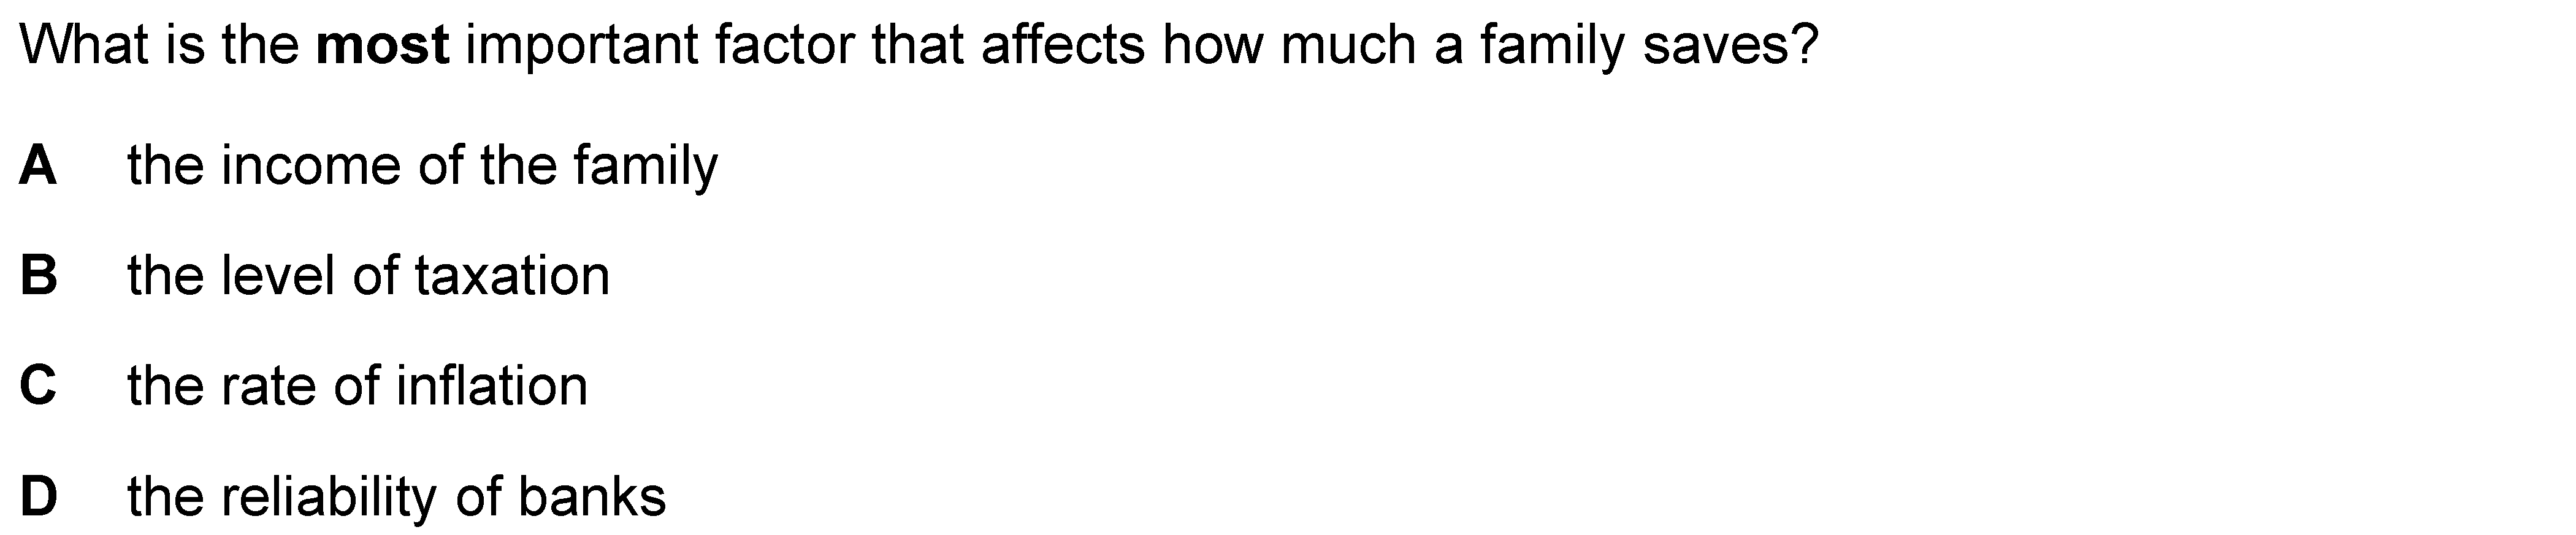 What is the most important factor that affects how much a family saves?
A the income of the family
B the level of taxation
C the rate of inflation
D the reliability of banks